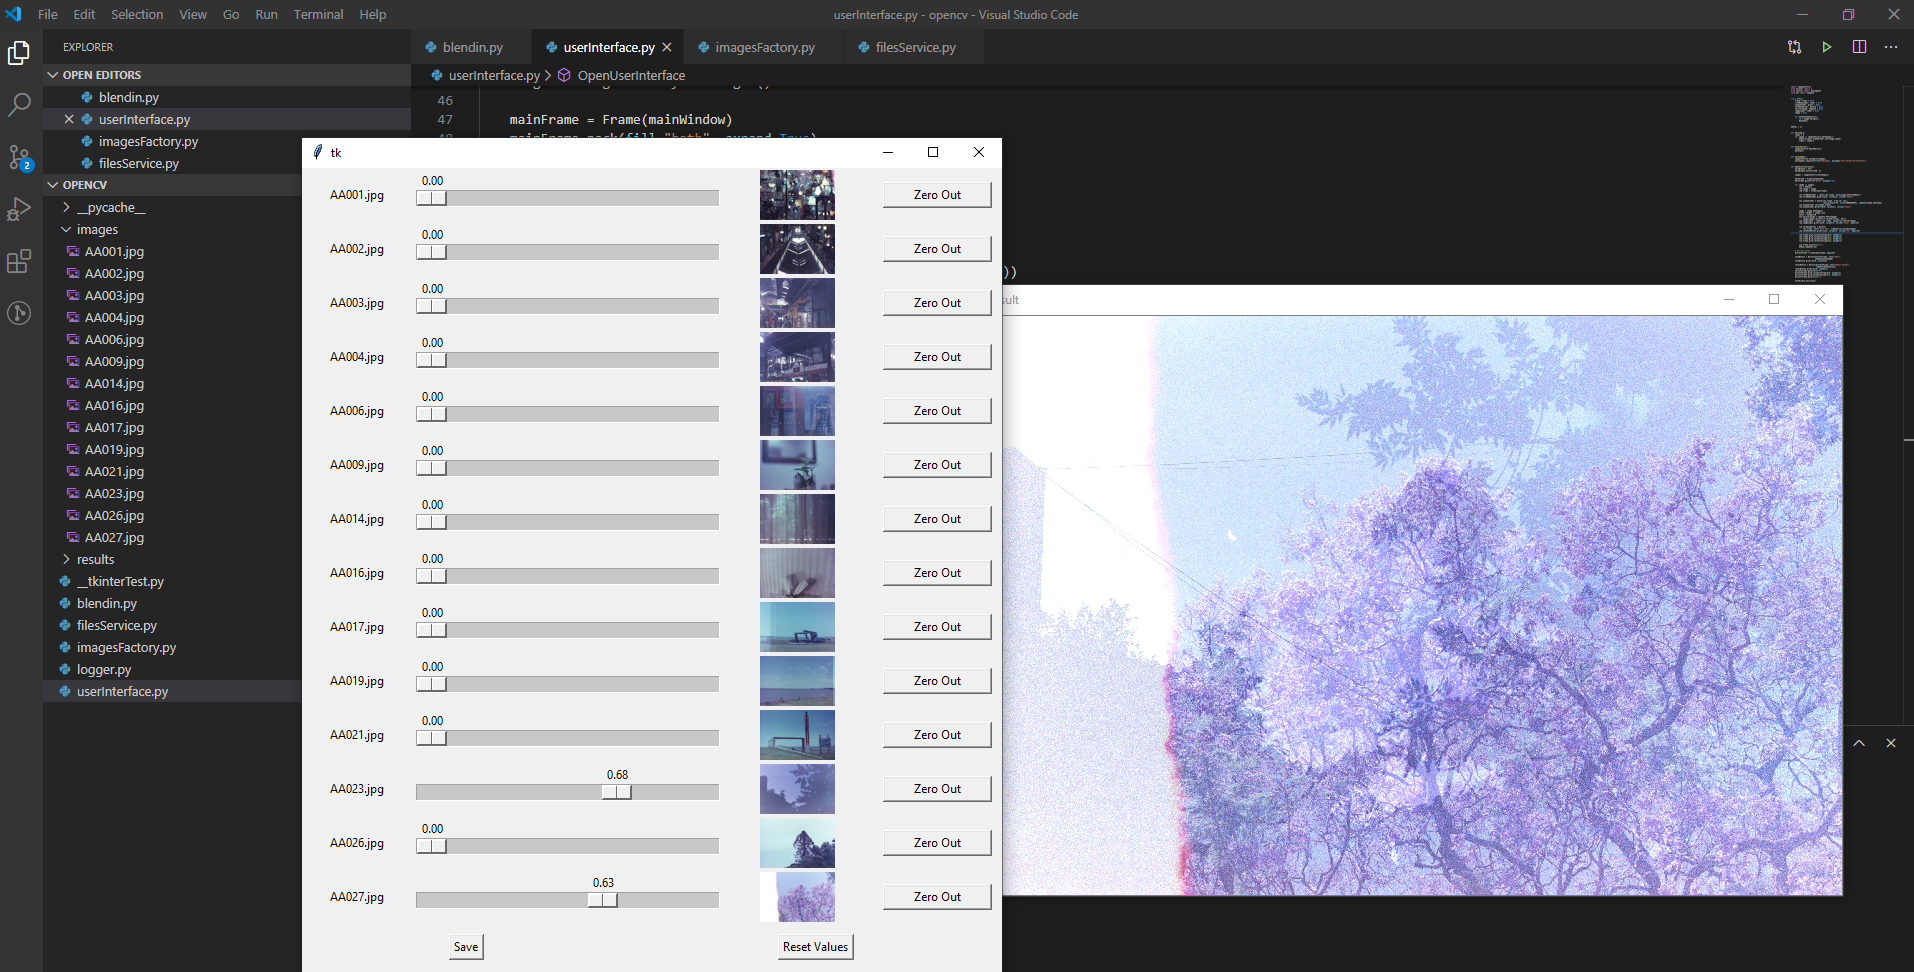 File Edit Selection View Go Run Terminal Help
userInterface.py - opencv - Visual Studio Code
EXPLORER
OPEN EDITORS
blendin.py
userInterface.py
imagesFactory.py
filesService.py
OPENCV
__pycache__
images
AA001.jpg
AA002.jpg
AA003.jpg
AA004.jpg
AA006.jpg
AA009.jpg
AA014.jpg
AA016.jpg
AA017.jpg
AA019.jpg
AA021.jpg
AA023.jpg
AA026.jpg
AA027.jpg
results
__tkinterTest.py
blendin.py
filesService.py
imagesFactory.py
logger.py
userInterface.py
2
blendin.py userInterface.py imagesFactory.py filesService.py
userInterface.py OpenUserInterface
46
47 mainFrame = Frame(mainWindow)
))
tk
AA001.jpg 0.00 Zero Out
AA002.jpg 0.00 Zero Out
AA003.jpg 0.00 Zero Out
AA004.jpg 0.00 Zero Out
AA006.jpg 0.00 Zero Out
AA009.jpg 0.00 Zero Out
AA014.jpg 0.00 Zero Out
AA016.jpg 0.00 Zero Out
AA017.jpg 0.00 Zero Out
AA019.jpg 0.00 Zero Out
AA021.jpg 0.00 Zero Out
AA023.jpg 0.68 Zero Out
AA026.jpg 0.00 Zero Out
AA027.jpg 0.63 Zero Out
Save Reset Values
sult